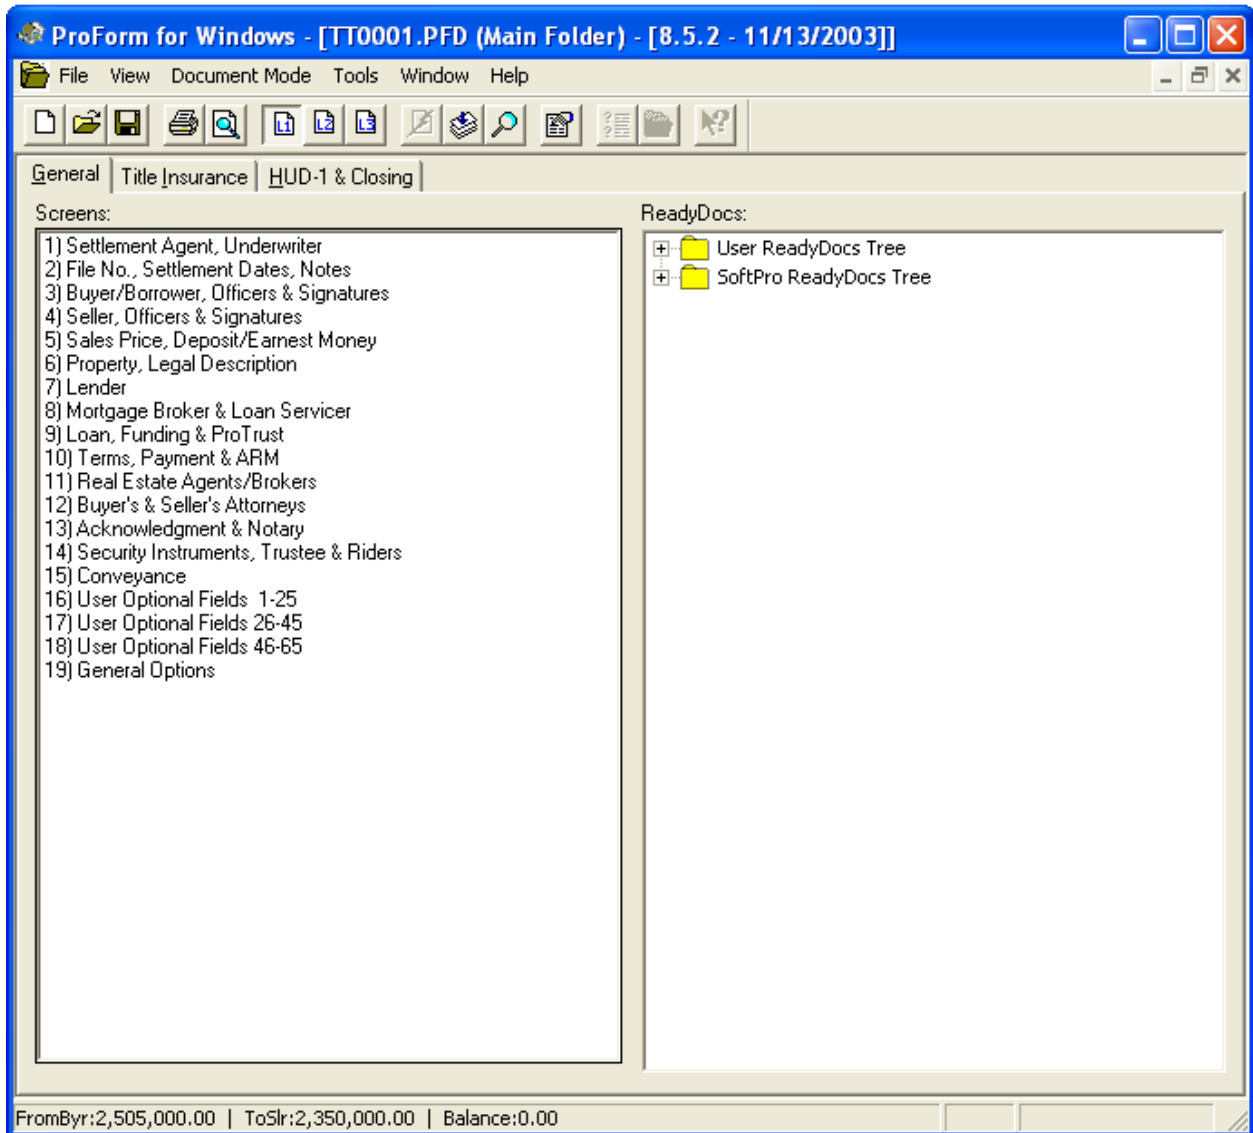 ProForm for Windows - [TT0001.PFD (Main Folder) - [8.5.2 - 11/13/2003]]
File View Document Mode Tools Window Help
L1 L2 L3
General Title Insurance HUD-1 & Closing
Screens:
1) Settlement Agent, Underwriter
2) File No., Settlement Dates, Notes
3) Buyer/Borrower, Officers & Signatures
4) Seller, Officers & Signatures
5) Sales Price, Deposit/Earnest Money
6) Property, Legal Description
7) Lender
8) Mortgage Broker & Loan Servicer
9) Loan, Funding & ProTrust
10) Terms, Payment & ARM
11) Real Estate Agents/Brokers
12) Buyer's & Seller's Attorneys
13) Acknowledgment & Notary
14) Security Instruments, Trustee & Riders
15) Conveyance
16) User Optional Fields  1-25
17) User Optional Fields 26-45
18) User Optional Fields 46-65
19) General Options
ReadyDocs:
User ReadyDocs Tree
SoftPro ReadyDocs Tree
FromByr:2,505,000.00 | ToSlr:2,350,000.00 | Balance:0.00